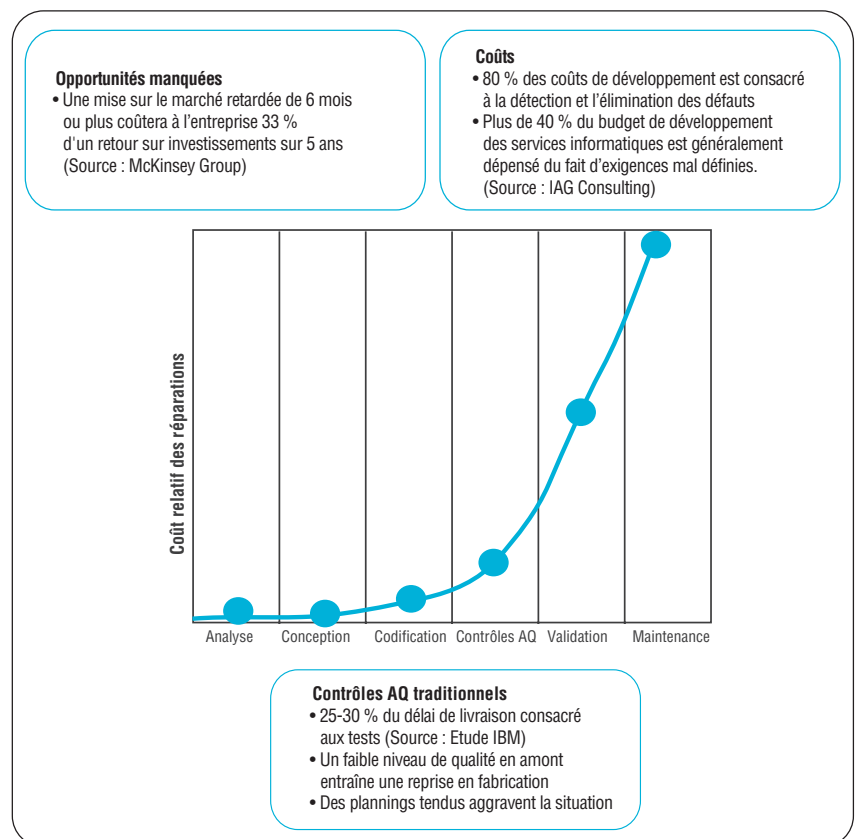 Opportunités manquées
• Une mise sur le marché retardée de 6 mois
ou plus coûtera à l'entreprise 33 %
d'un retour sur investissements sur 5 ans
(Source : McKinsey Group)
Coûts
• 80 % des coûts de développement est consacré
à la détection et l'élimination des défauts
• Plus de 40 % du budget de développement
des services informatiques est généralement
dépensé du fait d'exigences mal définies.
(Source : IAG Consulting)
Coût relatif des réparations
Analyse
Conception
Codification
Contrôles AQ
Validation
Maintenance
Contrôles AQ traditionnels
• 25-30 % du délai de livraison consacré
aux tests (Source : Etude IBM)
• Un faible niveau de qualité en amont
entraîne une reprise en fabrication
• Des plannings tendus aggravent la situation